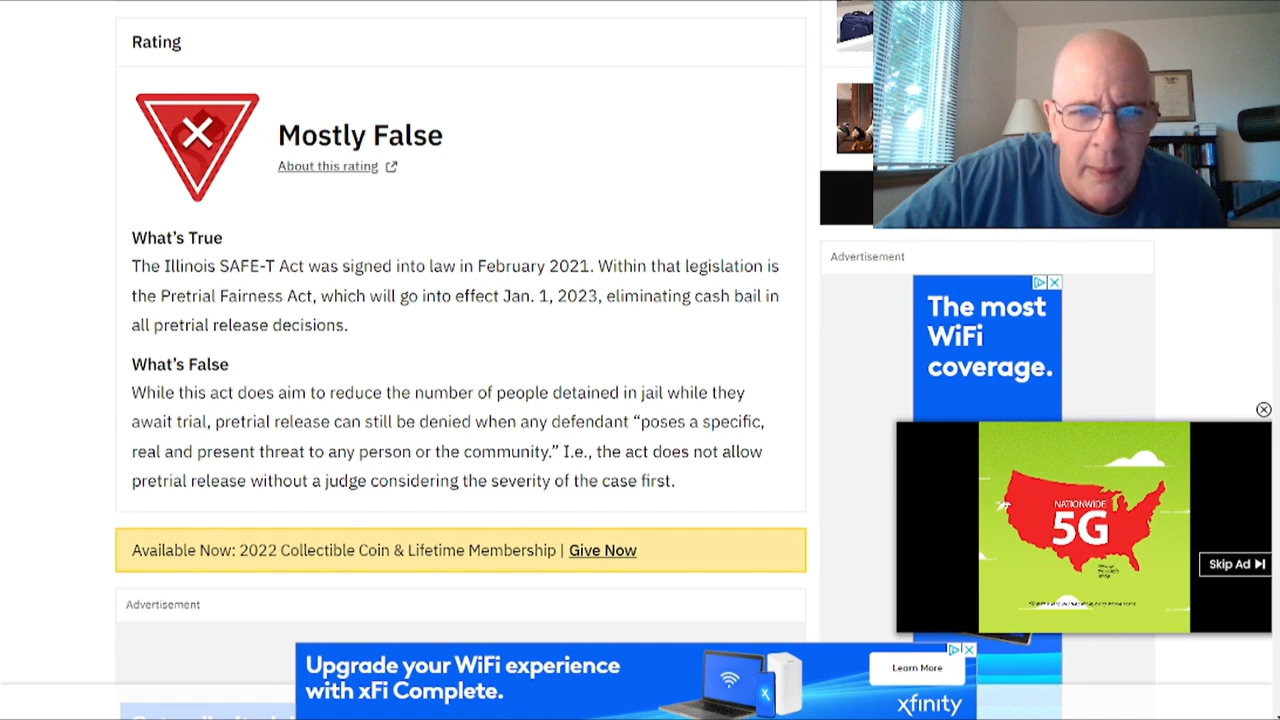 Rating
Mostly False
About this rating
What's True
The Illinois SAFE-T Act was signed into law in February 2021. Within that legislation is
the Pretrial Fairness Act, which will go into effect Jan. 1, 2023, eliminating cash bail in
all pretrial release decisions.
What's False
While this act does aim to reduce the number of people detained in jail while they
await trial, pretrial release can still be denied when any defendant “poses a specific,
real and present threat to any person or the community.” I.e., the act does not allow
pretrial release without a judge considering the severity of the case first.
Available Now: 2022 Collectible Coin & Lifetime Membership | Give Now
Advertisement
Upgrade your WiFi experience
with xFi Complete.
Learn More
xfinity
Advertisement
The most
WiFi
coverage.
NATIONWIDE
5G
Skip Ad